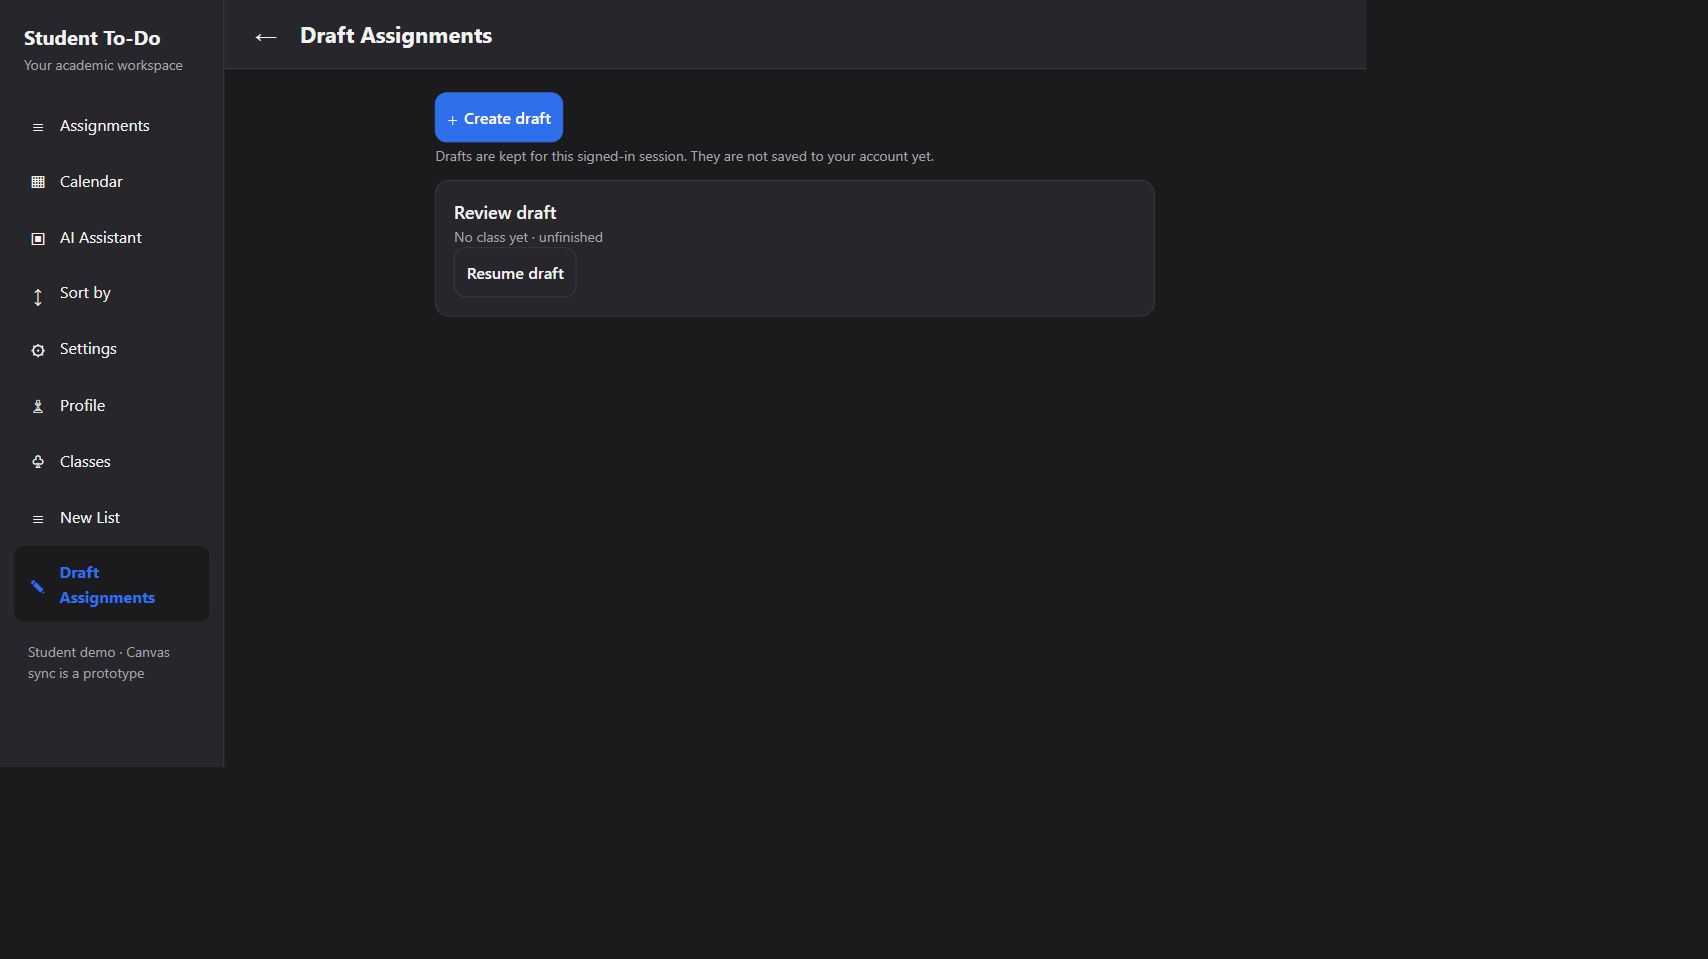 Student To-Do
Your academic workspace
Assignments
Calendar
AI Assistant
Sort by
Settings
Profile
Classes
New List
Draft
Assignments
Student demo · Canvas
sync is a prototype
← Draft Assignments
+ Create draft
Drafts are kept for this signed-in session. They are not saved to your account yet.
Review draft
No class yet · unfinished
Resume draft